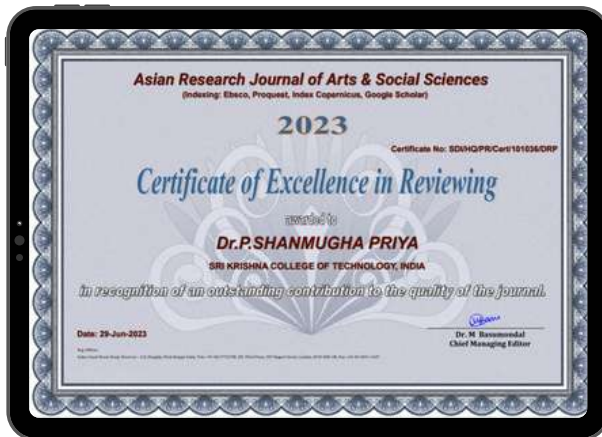 Asian Research Journal of Arts & Social Sciences
(Indexing: Ebsco, Proquest, Index Copernicus, Google Scholar)
2023
Certificate No: SDI/HQ/PR/Cert/101036/DRP
Certificate of Excellence in Reviewing
awarded to
Dr.P.SHANMUGHA PRIYA
SRI KRISHNA COLLEGE OF TECHNOLOGY, INDIA
in recognition of an outstanding contribution to the quality of the journal.
Date: 29-Jun-2023
Dr. M Basumondal
Chief Managing Editor